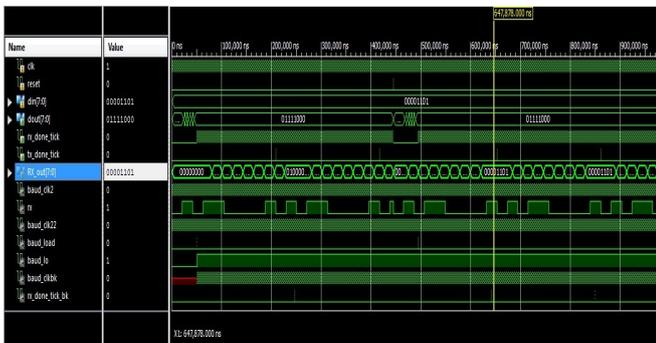 647,878.000 ns
Name Value
0 ns 100,000 ns 200,000 ns 300,000 ns 400,000 ns 500,000 ns 600,000 ns 700,000 ns 800,000 ns 900,000 ns
clk 1
reset 0
din[7:0] 00001101 00001101
dout[7:0] 01111000 01111000 01111000
rx_done_tick 0
tx_done_tick 0
RX_out[7:0] 00001101 00000000 010000... 00... 00001101 00001101
baud_clk2 0
rx 1
baud_clk22 0
baud_load 0
baud_lo 1
baud_clkbk 0
rx_done_tick_bk 0
X1: 647,878.000 ns